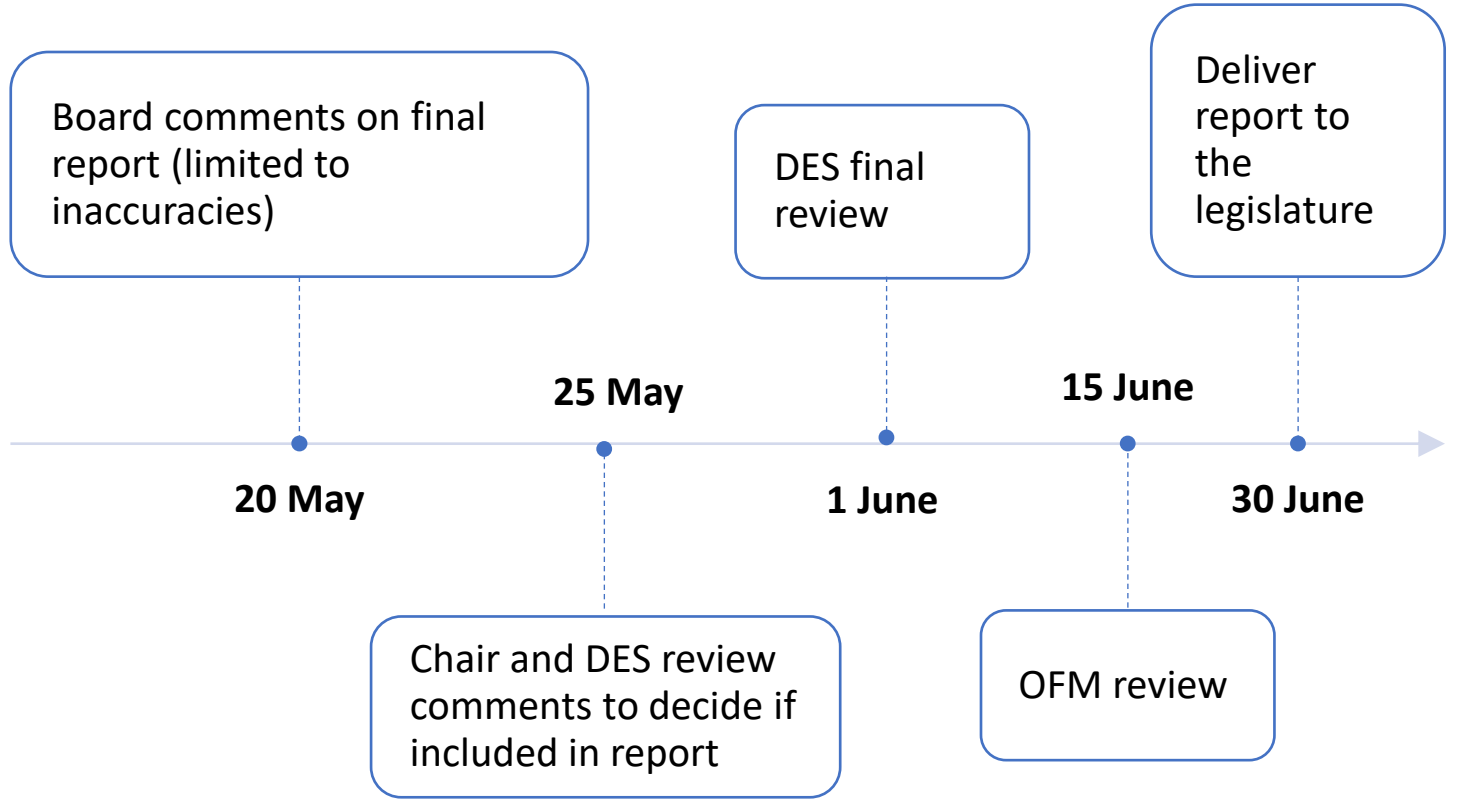 Board comments on final
report (limited to
inaccuracies)
DES final
review
Deliver
report to
the
legislature
25 May
15 June
20 May
1 June
30 June
Chair and DES review
comments to decide if
included in report
OFM review